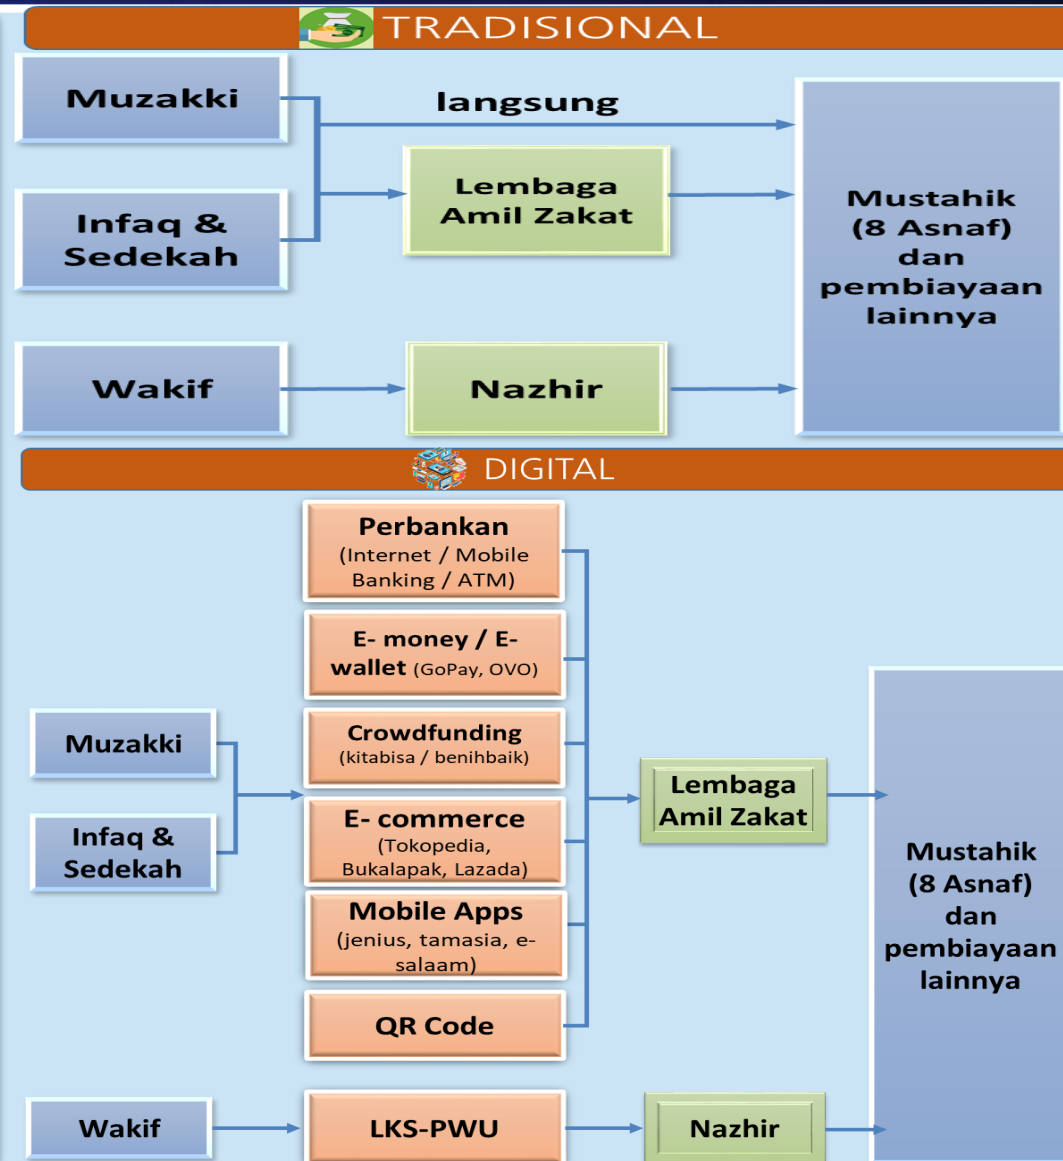 TRADISIONAL
Muzakki
langsung
Lembaga
Amil Zakat
Infaq &
Sedekah
Mustahik
(8 Asnaf)
dan
pembiayaan
lainnya
Wakif
Nazhir
DIGITAL
Perbankan
(Internet / Mobile
Banking / ATM)
E- money / E-
wallet (GoPay, OVO)
Crowdfunding
(kitabisa / benihbaik)
Muzakki
Infaq &
Sedekah
E- commerce
(Tokopedia,
Bukalapak, Lazada)
Mobile Apps
(jenius, tamasia, e-
salaam)
QR Code
Lembaga
Amil Zakat
Mustahik
(8 Asnaf)
dan
pembiayaan
lainnya
Wakif
LKS-PWU
Nazhir